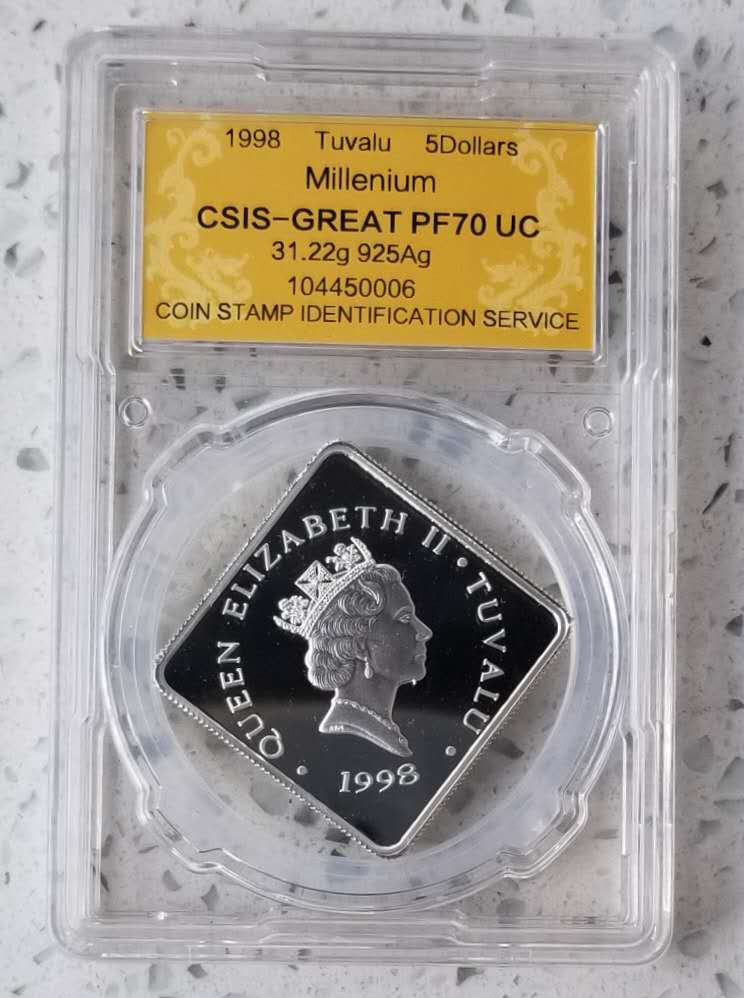 1998 Tuvalu 5Dollars
Millenium
CSIS-GREAT PF70 UC
31.22g 925Ag
104450006
COIN STAMP IDENTIFICATION SERVICE
QUEEN ELIZABETH II • TUVALU •
• 1998